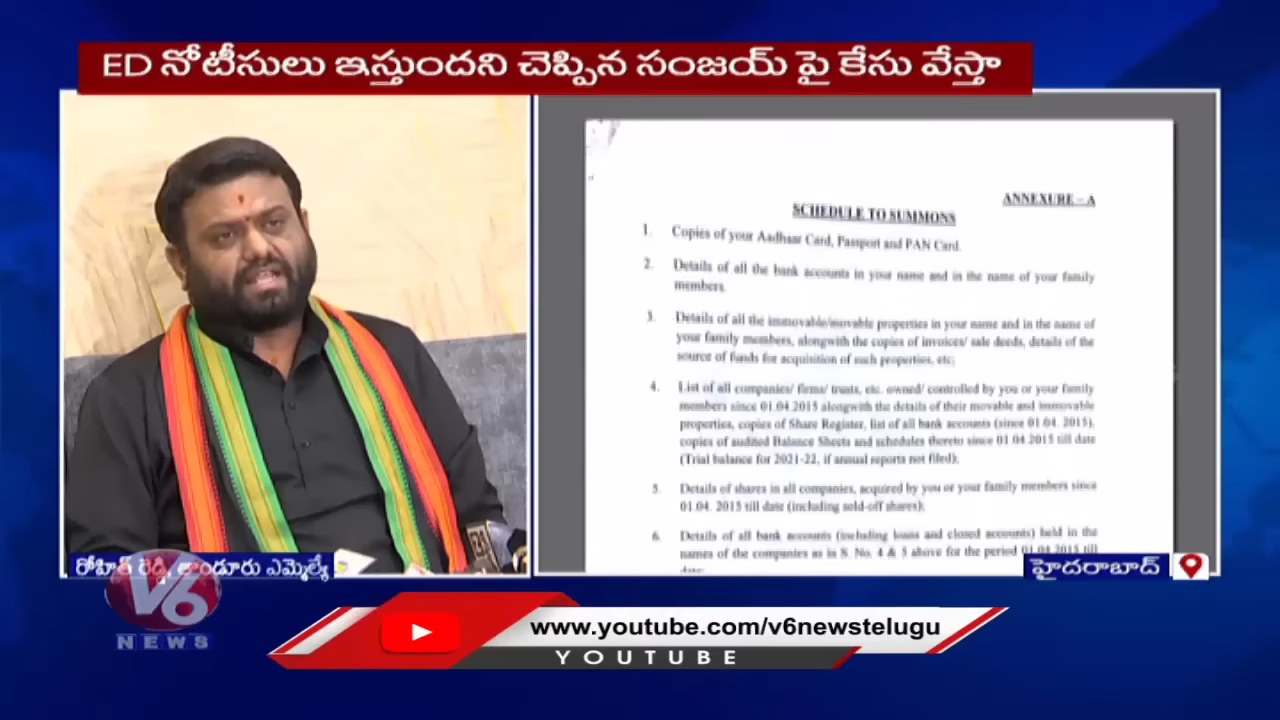 ED నోటీసులు ఇస్తుందని చెప్పిన సంజయ్ పై కేసు వేస్తా
ANNEXURE - A
SCHEDULE TO SUMMONS
1. Copies of your Aadhaar Card, Passport and PAN Card.
2. Details of all the bank accounts in your name and in the name of your family
members.
3. Details of all the immovable/movable properties in your name and in the name of
your family members, alongwith the copies of invoices/ sale deeds, details of the
source of funds for acquisition of such properties, etc;
4. List of all companies/ firms/ trusts, etc. owned/ controlled by you or your family
members since 01.04.2015 alongwith the details of their movable and immovable
properties, copies of Share Register, list of all bank accounts (since 01.04. 2015),
copies of audited Balance Sheets and schedules thereto since 01.04.2015 till date
(Trial balance for 2021-22, if annual reports not filed).
5. Details of shares in all companies, acquired by you or your family members since
01.04. 2015 till date (including sold-off shares);
6. Details of all bank accounts (including loans and closed accounts) held in the
names of the companies as in S. No. 4 & 5 above for the period 01.04.2015 till
date;
రోహిత్ రెడ్డి, తాండూరు ఎమ్మెల్యే
హైదరాబాద్
V6
NEWS
www.youtube.com/v6newstelugu
YOUTUBE